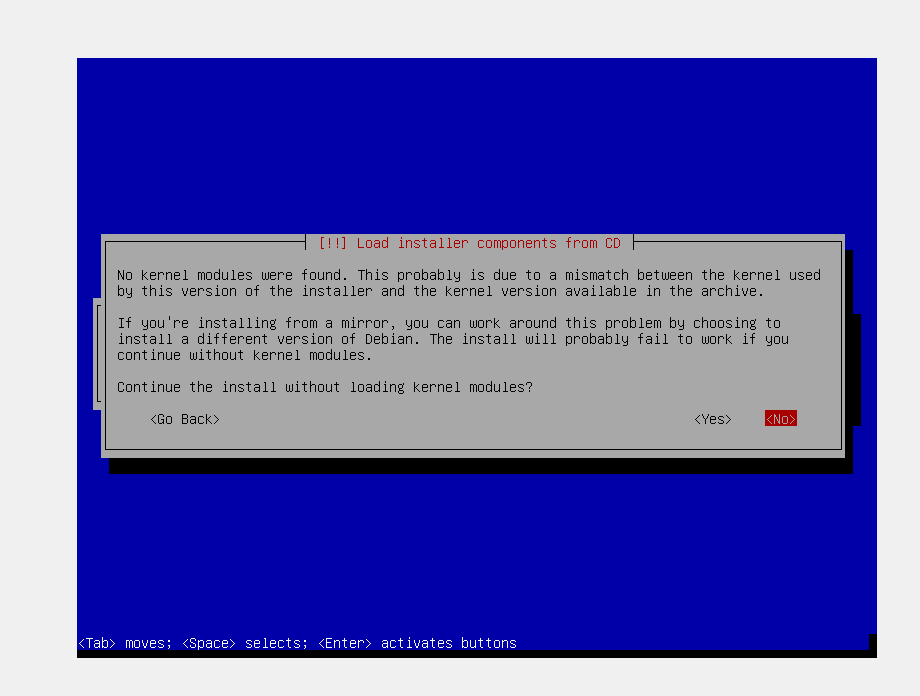 [!!] Load installer components from CD
No kernel modules were found. This probably is due to a mismatch between the kernel used
by this version of the installer and the kernel version available in the archive.
If you're installing from a mirror, you can work around this problem by choosing to
install a different version of Debian. The install will probably fail to work if you
continue without kernel modules.
Continue the install without loading kernel modules?
<Go Back> <Yes> <No>
<Tab> moves; <Space> selects; <Enter> activates buttons